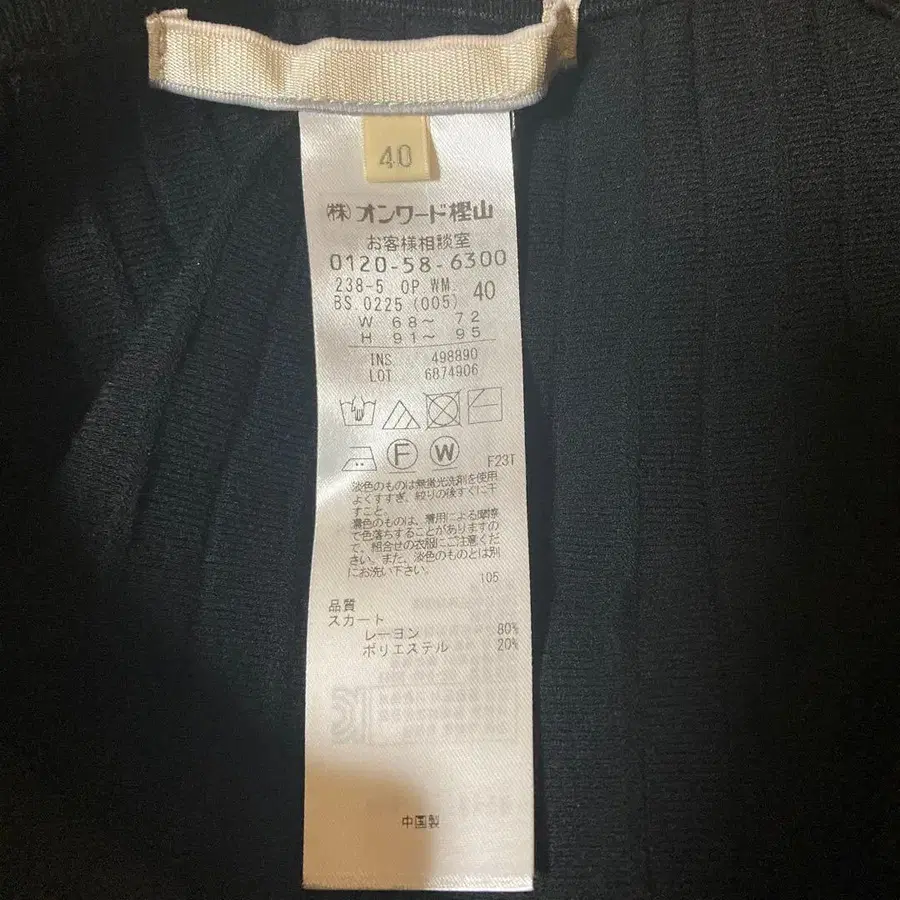 40
㈱オンワード樫山
お客様相談室
0120-58-6300
238-5 OP.WM. 40
BS.0225 (005)
W 68～ 72
H 91～ 95
INS. 498890
LOT 6874906
F W
F23T
淡色のものは無蛍光洗剤を使用
よくすすぎ、絞りの後すぐに干
すこと。
濃色のものは、着用による摩擦
で色落ちすることがありますの
で、組合せの衣服にご注意くだ
さい。また、淡色のものとは別
にお洗い下さい。
105
品質
スカート
レーヨン 80%
ポリエステル 20%
中国製